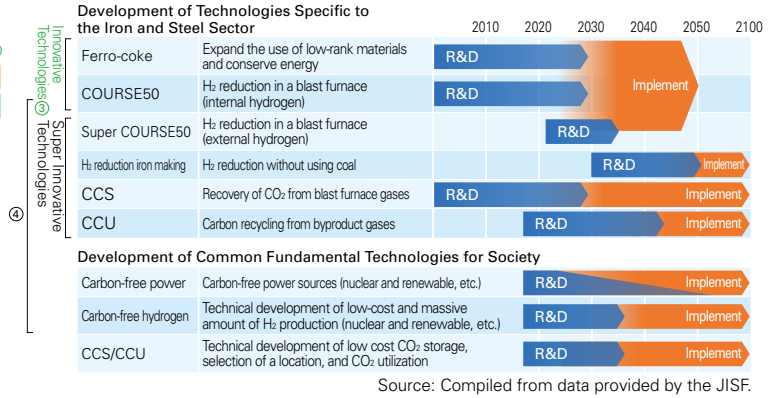 Development of Technologies Specific to
the Iron and Steel Sector
2010 2020 2030 2040 2050 2100
Innovative
Technologies③
Ferro-coke
Expand the use of low-rank materials
and conserve energy
R&D
COURSE50
H2 reduction in a blast furnace
(internal hydrogen)
R&D
Implement
④
Super Innovative
Technologies
Super COURSE50
H2 reduction in a blast furnace
(external hydrogen)
R&D
H2 reduction iron making
H2 reduction without using coal
R&D
Implement
CCS
Recovery of CO2 from blast furnace gases
R&D
Implement
CCU
Carbon recycling from byproduct gases
R&D
Implement
Development of Common Fundamental Technologies for Society
Carbon-free power
Carbon-free power sources (nuclear and renewable, etc.)
R&D
Implement
Carbon-free hydrogen
Technical development of low-cost and massive
amount of H2 production (nuclear and renewable, etc.)
R&D
Implement
CCS/CCU
Technical development of low cost CO2 storage,
selection of a location, and CO2 utilization
R&D
Implement
Source: Compiled from data provided by the JISF.